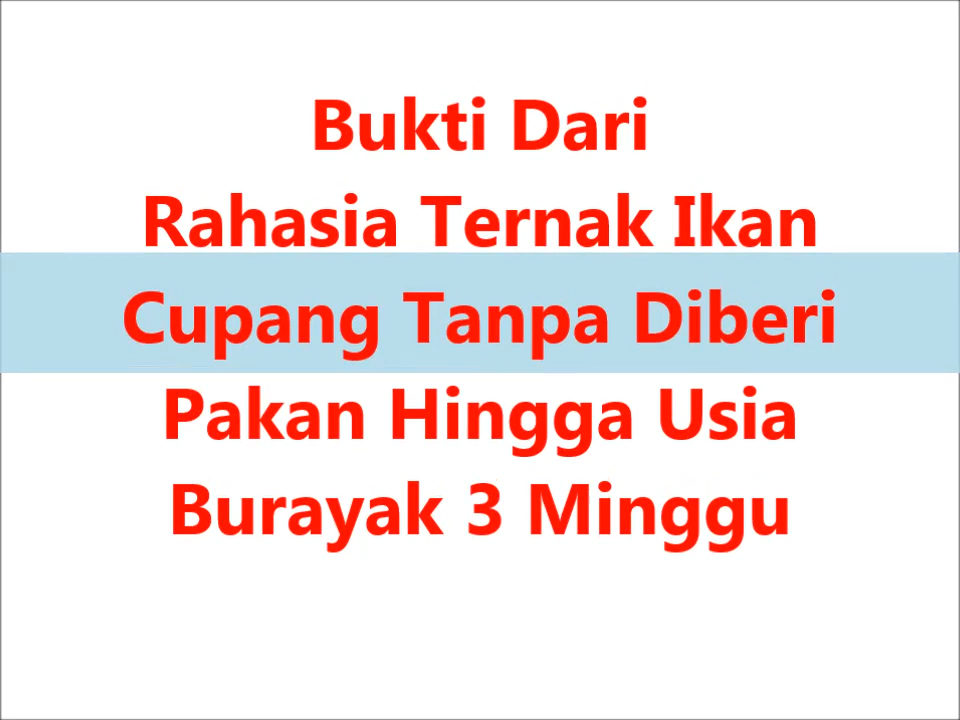 Bukti Dari
Rahasia Ternak Ikan
Cupang Tanpa Diberi
Pakan Hingga Usia
Burayak 3 Minggu